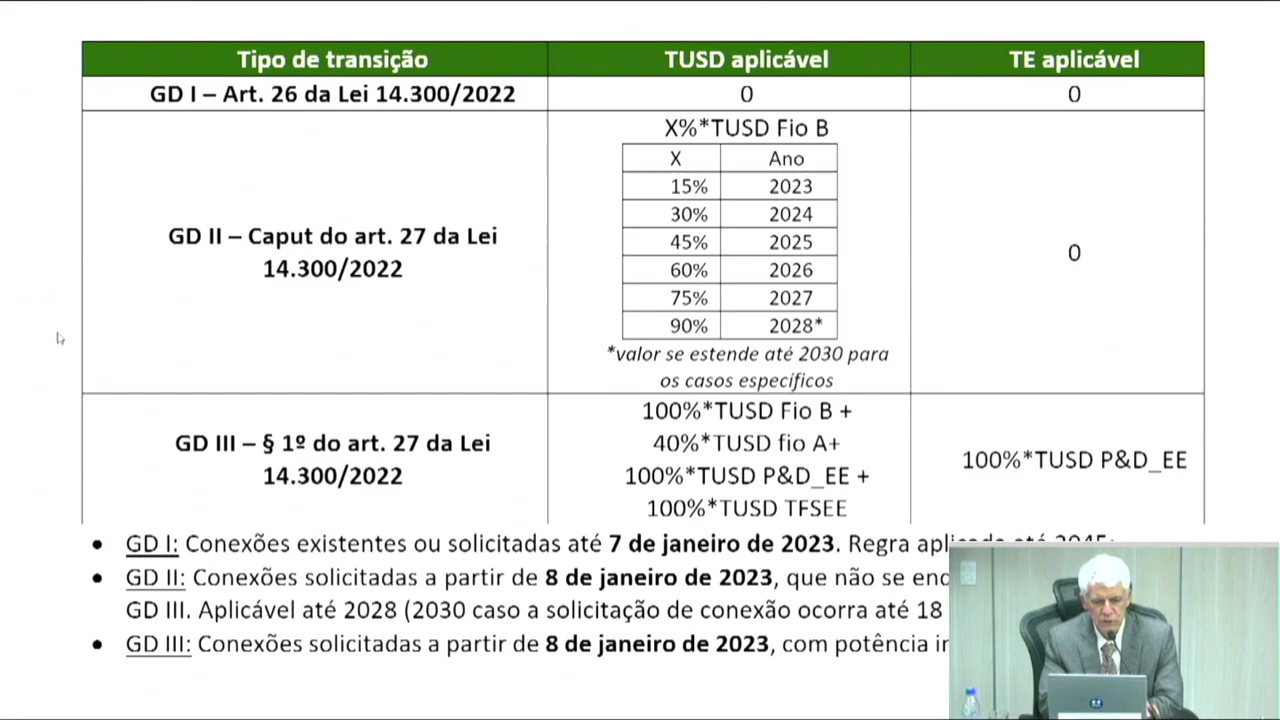 Tipo de transição TUSD aplicável TE aplicável
GD I – Art. 26 da Lei 14.300/2022 0 0
X%*TUSD Fio B
X Ano
15% 2023
30% 2024
45% 2025
60% 2026
75% 2027
90% 2028*
*valor se estende até 2030 para
os casos específicos
GD II – Caput do art. 27 da Lei
14.300/2022
0
GD III – § 1º do art. 27 da Lei
14.300/2022
100%*TUSD Fio B +
40%*TUSD fio A+
100%*TUSD P&D_EE +
100%*TUSD TFSEE
100%*TUSD P&D_EE
• GD I: Conexões existentes ou solicitadas até 7 de janeiro de 2023. Regra aplicada até 2045;
• GD II: Conexões solicitadas a partir de 8 de janeiro de 2023, que não se
GD III. Aplicável até 2028 (2030 caso a solicitação de conexão ocorra até 18
• GD III: Conexões solicitadas a partir de 8 de janeiro de 2023, com potência